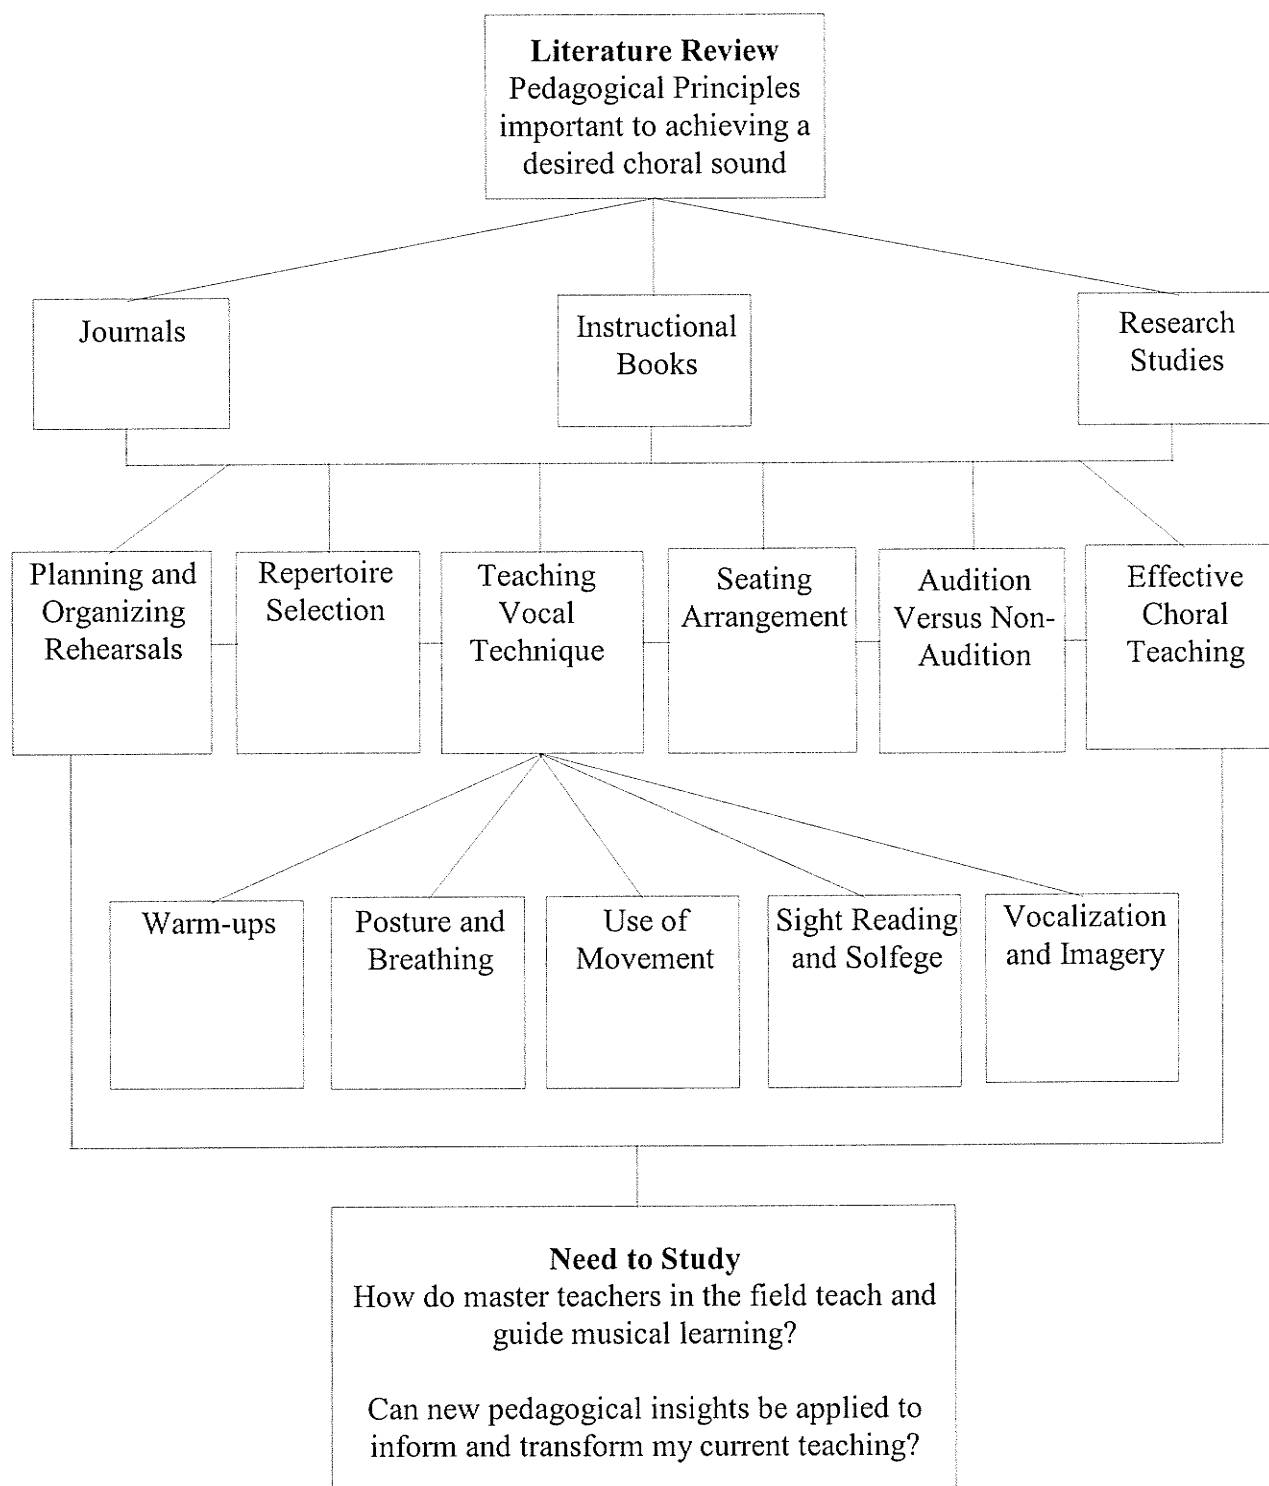 Literature Review
Pedagogical Principles
important to achieving a
desired choral sound
Journals
Instructional
Books
Research
Studies
Planning and
Organizing
Rehearsals
Repertoire
Selection
Teaching
Vocal
Technique
Seating
Arrangement
Audition
Versus Non-
Audition
Effective
Choral
Teaching
Warm-ups
Posture and
Breathing
Use of
Movement
Sight Reading
and Solfege
Vocalization
and Imagery
Need to Study
How do master teachers in the field teach and
guide musical learning?
Can new pedagogical insights be applied to
inform and transform my current teaching?